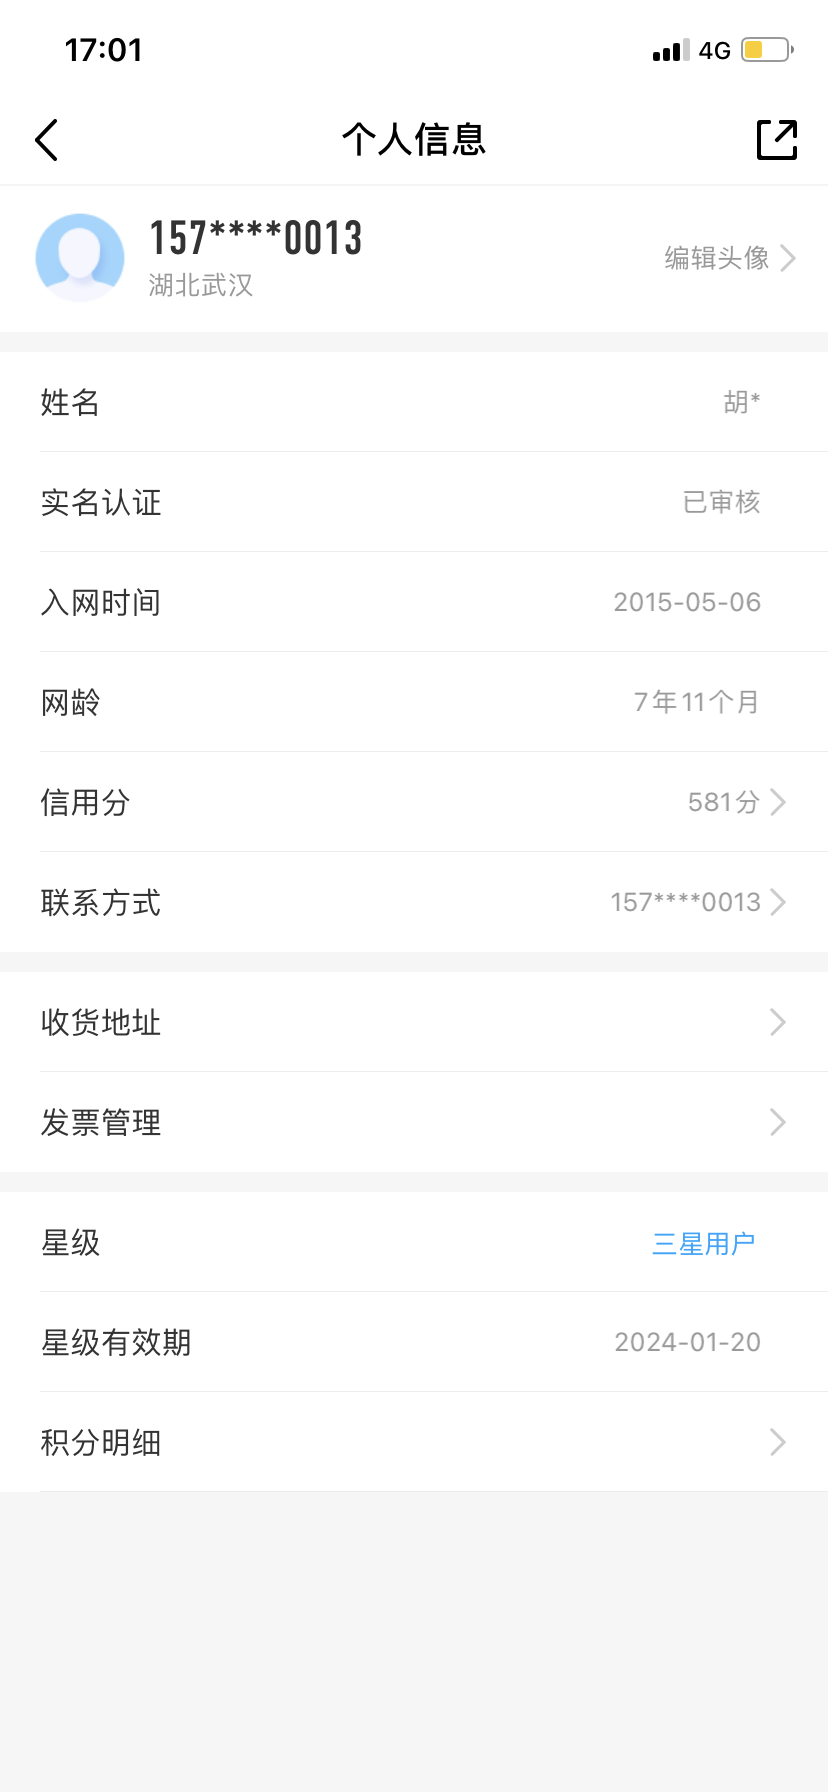 17:01 4G
个人信息
157****0013
湖北武汉
编辑头像
姓名 胡*
实名认证 已审核
入网时间 2015-05-06
网龄 7年11个月
信用分 581分
联系方式 157****0013
收货地址
发票管理
星级 三星用户
星级有效期 2024-01-20
积分明细